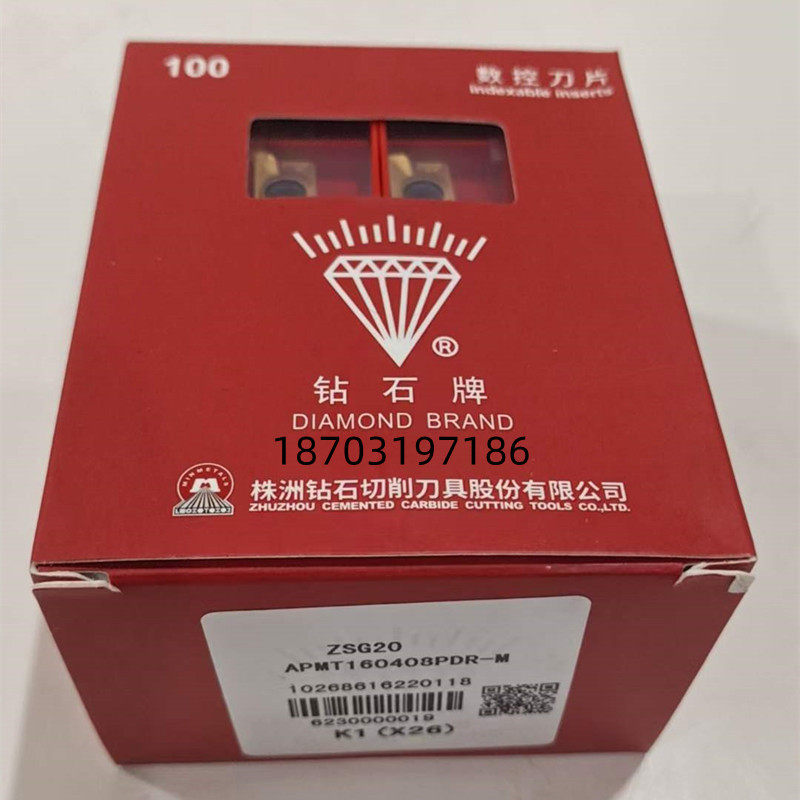 100
数控刀片
Indexable inserts
®
钻石牌
DIAMOND BRAND
18703197186
MINMETALS
株洲钻石切削刀具股份有限公司
ZHUZHOU CEMENTED CARBIDE CUTTING TOOLS CO.,LTD.
ZSG20
APMT160408PDR-M
10268616220118
6230000019
K1(X26)